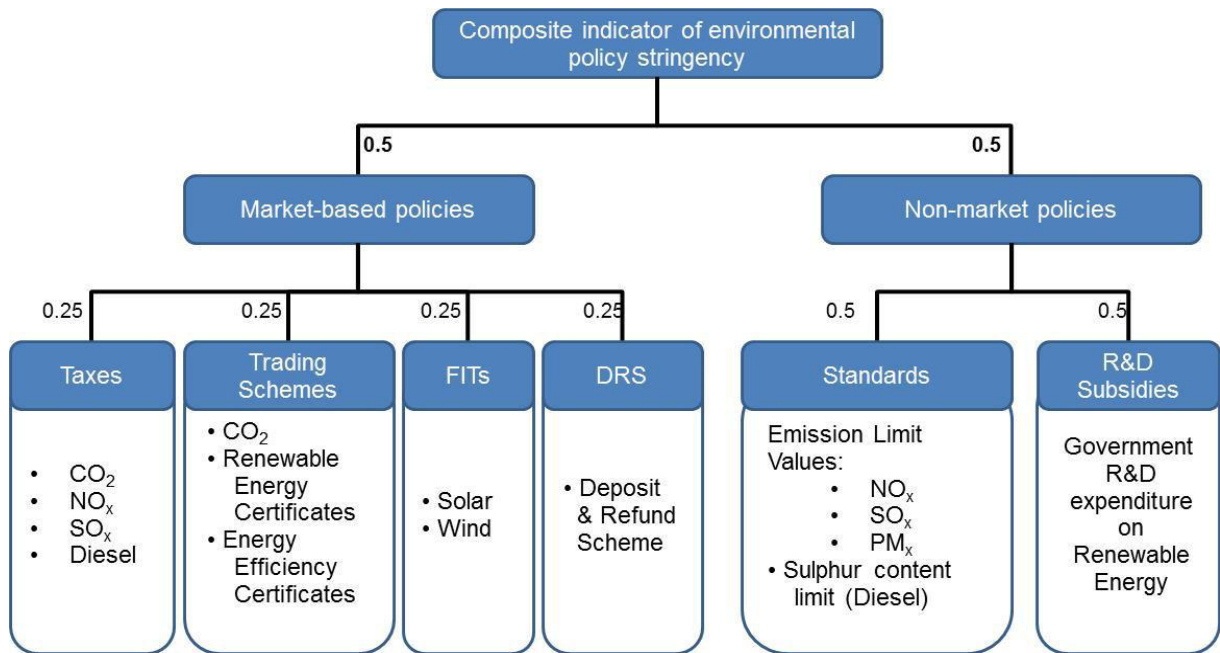 Composite indicator of environmental
policy stringency
0.5
0.5
Market-based policies
Non-market policies
0.25
0.25
0.25
0.25
0.5
0.5
Taxes
• CO₂
• NOₓ
• SOₓ
• Diesel
Trading
Schemes
• CO₂
• Renewable
Energy
Certificates
• Energy
Efficiency
Certificates
FITs
• Solar
• Wind
DRS
• Deposit
& Refund
Scheme
Standards
Emission Limit
Values:
• NOₓ
• SOₓ
• PMₓ
• Sulphur content
limit (Diesel)
R&D
Subsidies
Government
R&D
expenditure
on
Renewable
Energy